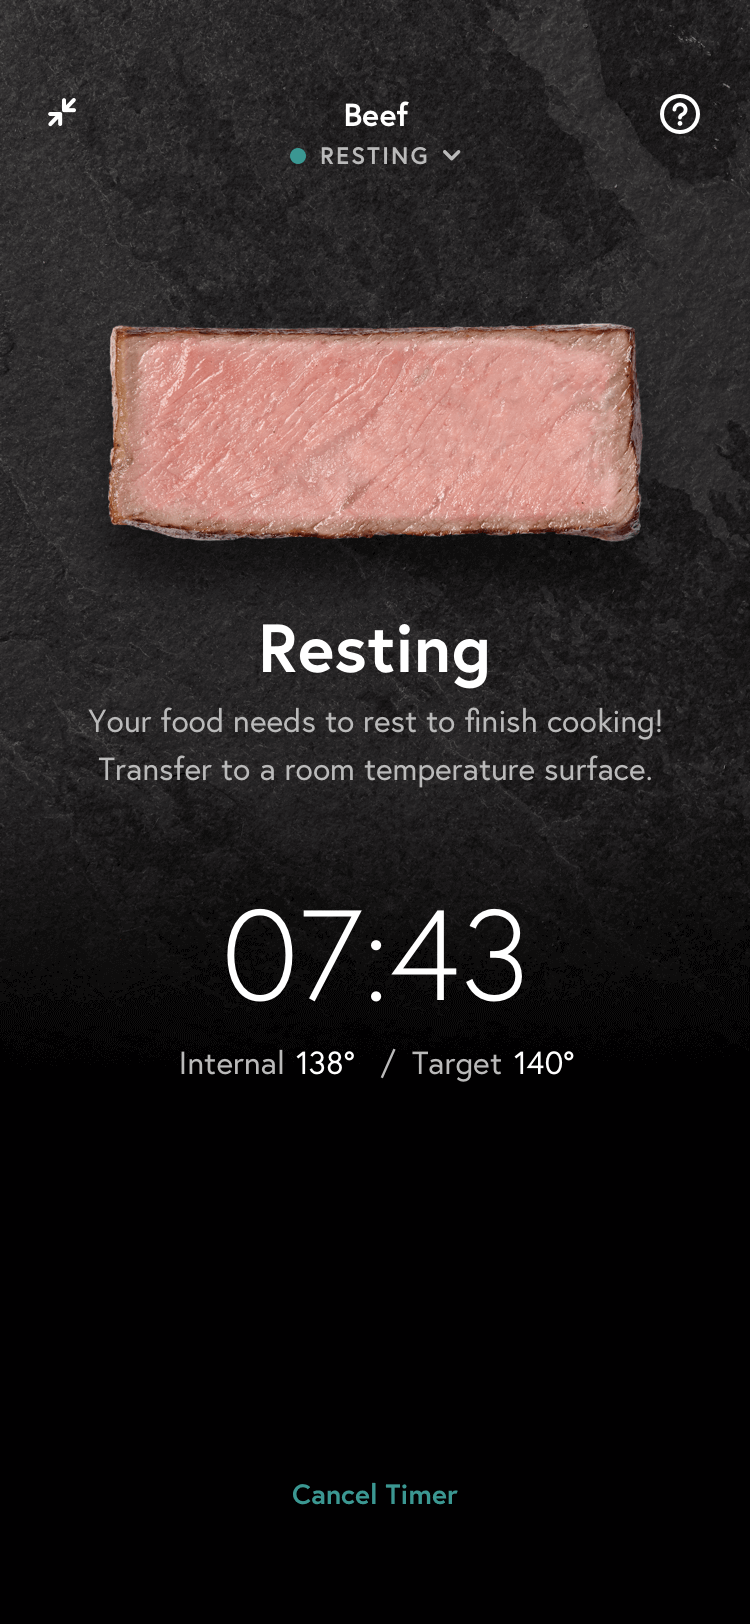 Beef
RESTING
Resting
Your food needs to rest to finish cooking!
Transfer to a room temperature surface.
07:43
Internal 138° / Target 140°
Cancel Timer